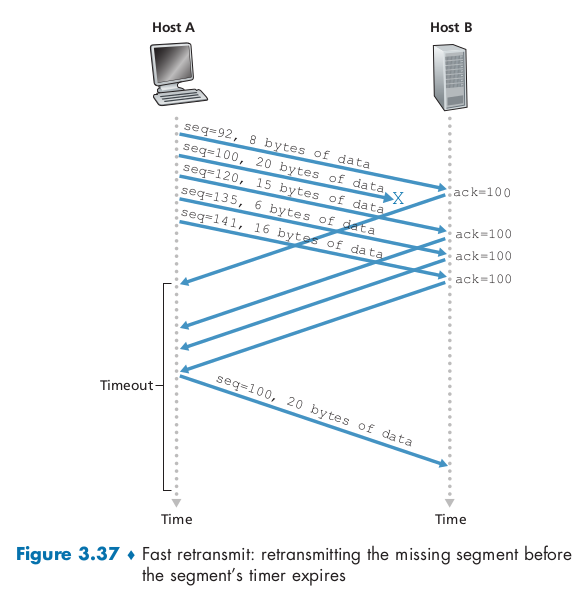 Host A
Host B
seq=92, 8 bytes of data
seq=100, 20 bytes of data
X
seq=120, 15 bytes of data
seq=135, 6 bytes of data
seq=141, 16 bytes of data
ack=100
ack=100
ack=100
ack=100
Timeout
seq=100, 20 bytes of data
Time
Time
Figure 3.37 ♦ Fast retransmit: retransmitting the missing segment before
the segment’s timer expires